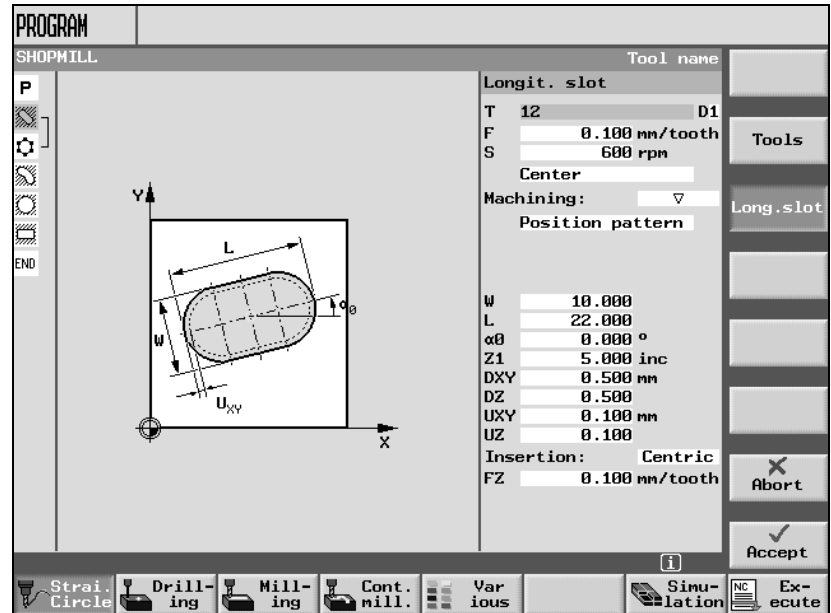 PROGRAM
SHOPMILL Tool name
P
END
Y
L
α0
W
UXY
X
Longit. slot
T 12 D1
F 0.100 mm/tooth
S 600 rpm
Center
Machining: ▽
Position pattern
W 10.000
L 22.000
α0 0.000 °
Z1 5.000 inc
DXY 0.500 mm
DZ 0.500
UXY 0.100 mm
UZ 0.100
Insertion: Centric
FZ 0.100 mm/tooth
Tools
Long.slot
Abort
Accept
i
Strai.
Circle
Drill-
ing
Mill-
ing
Cont.
mill.
Var
ious
Simu-
lation
NC Ex-
ecute